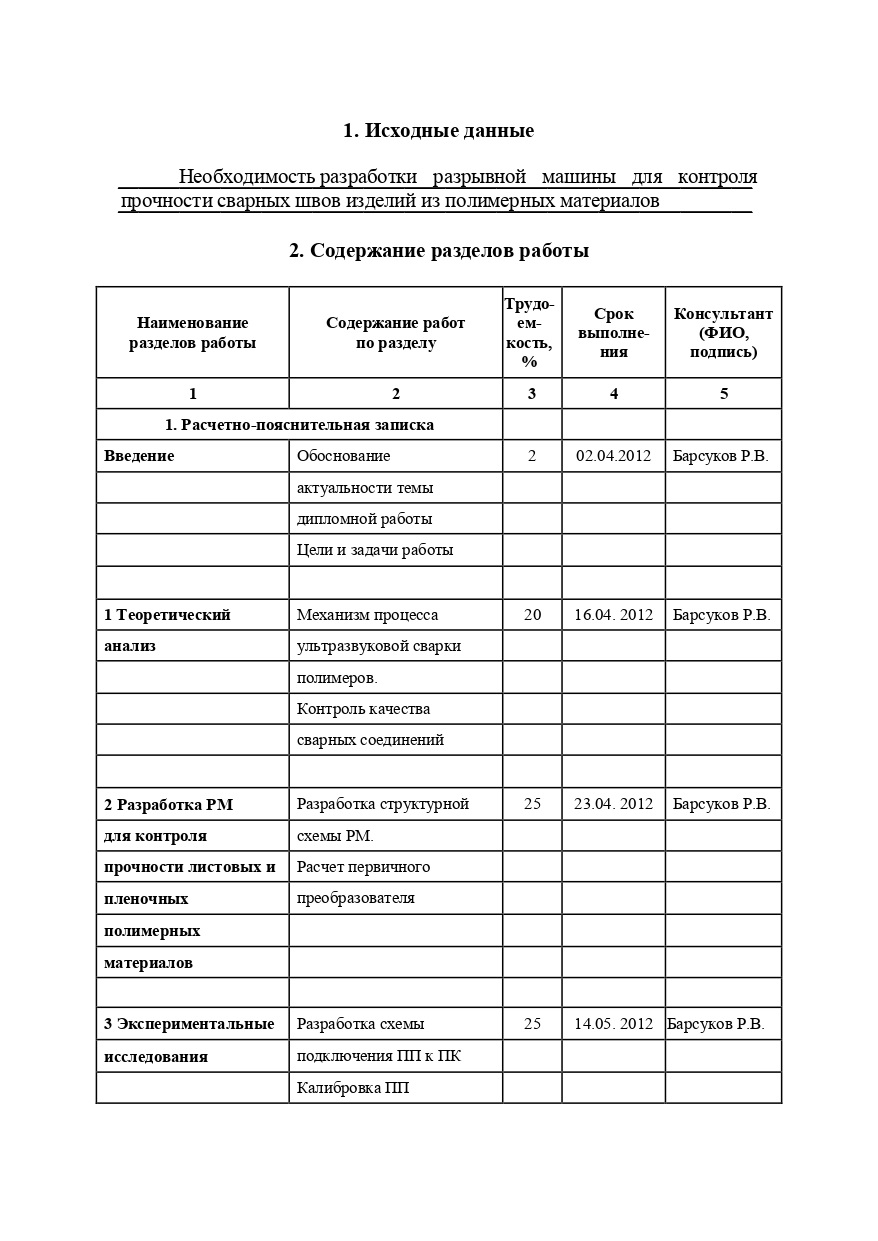 1. Исходные данные
Необходимость разработки разрывной машины для контроля
прочности сварных швов изделий из полимерных материалов
2. Содержание разделов работы
Наименование
разделов работы
Содержание работ
по разделу
Трудо-
ем-
кость,
%
Срок
выполне-
ния
Консультант
(ФИО,
подпись)
1 2 3 4 5
1. Расчетно-пояснительная записка
Введение Обоснование 2 02.04.2012 Барсуков Р.В.
актуальности темы
дипломной работы
Цели и задачи работы
1 Теоретический Механизм процесса 20 16.04. 2012 Барсуков Р.В.
анализ ультразвуковой сварки
полимеров.
Контроль качества
сварных соединений
2 Разработка РМ Разработка структурной 25 23.04. 2012 Барсуков Р.В.
для контроля схемы РМ.
прочности листовых и Расчет первичного
пленочных преобразователя
полимерных
материалов
3 Экспериментальные Разработка схемы 25 14.05. 2012 Барсуков Р.В.
исследования подключения ПП к ПК
Калибровка ПП